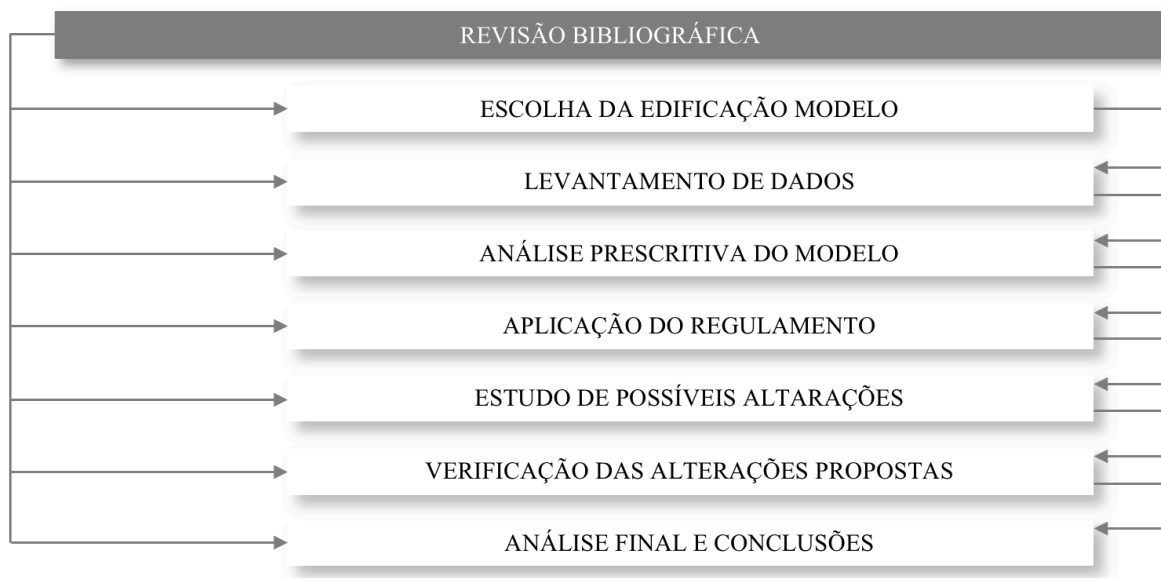 REVISÃO BIBLIOGRÁFICA
ESCOLHA DA EDIFICAÇÃO MODELO
LEVANTAMENTO DE DADOS
ANÁLISE PRESCRITIVA DO MODELO
APLICAÇÃO DO REGULAMENTO
ESTUDO DE POSSÍVEIS ALTARAÇÕES
VERIFICAÇÃO DAS ALTERAÇÕES PROPOSTAS
ANÁLISE FINAL E CONCLUSÕES